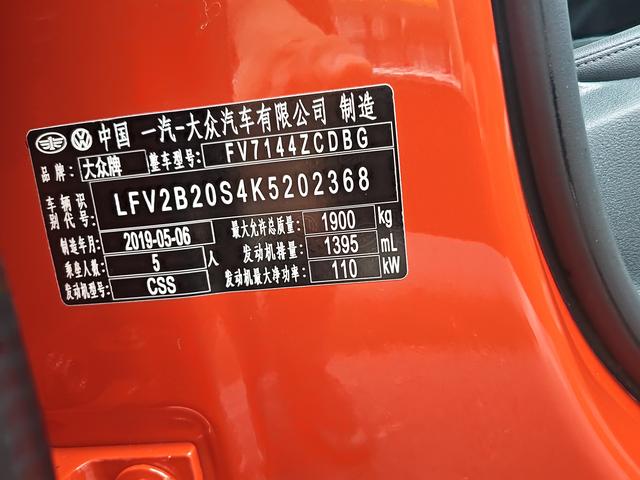 中国 一汽-大众汽车有限公司 制造
品牌: 大众牌 整车型号: FV7144ZCDBG
车辆识别代号: LFV2B20S4K5202368
制造年月: 2019-05-06 最大允许总质量: 1900 kg
乘坐人数: 5 人 发动机排量: 1395 mL
发动机型号: CSS 发动机最大净功率: 110 kW